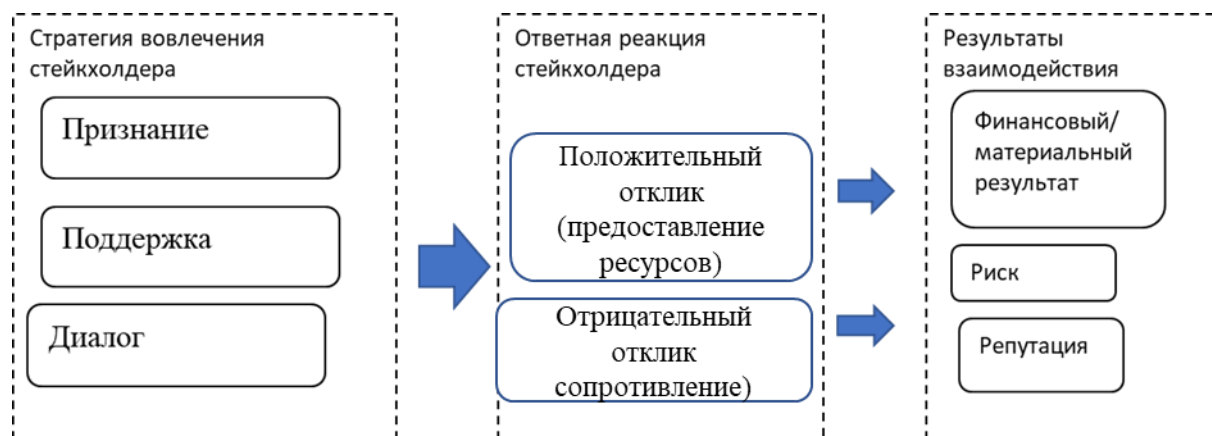 Стратегия вовлечения
стейкхолдера
Признание
Поддержка
Диалог
Ответная реакция
стейкхолдера
Положительный
отклик
(предоставление
ресурсов)
Отрицательный
отклик
сопротивление)
Результаты
взаимодействия
Финансовый/
материальный
результат
Риск
Репутация